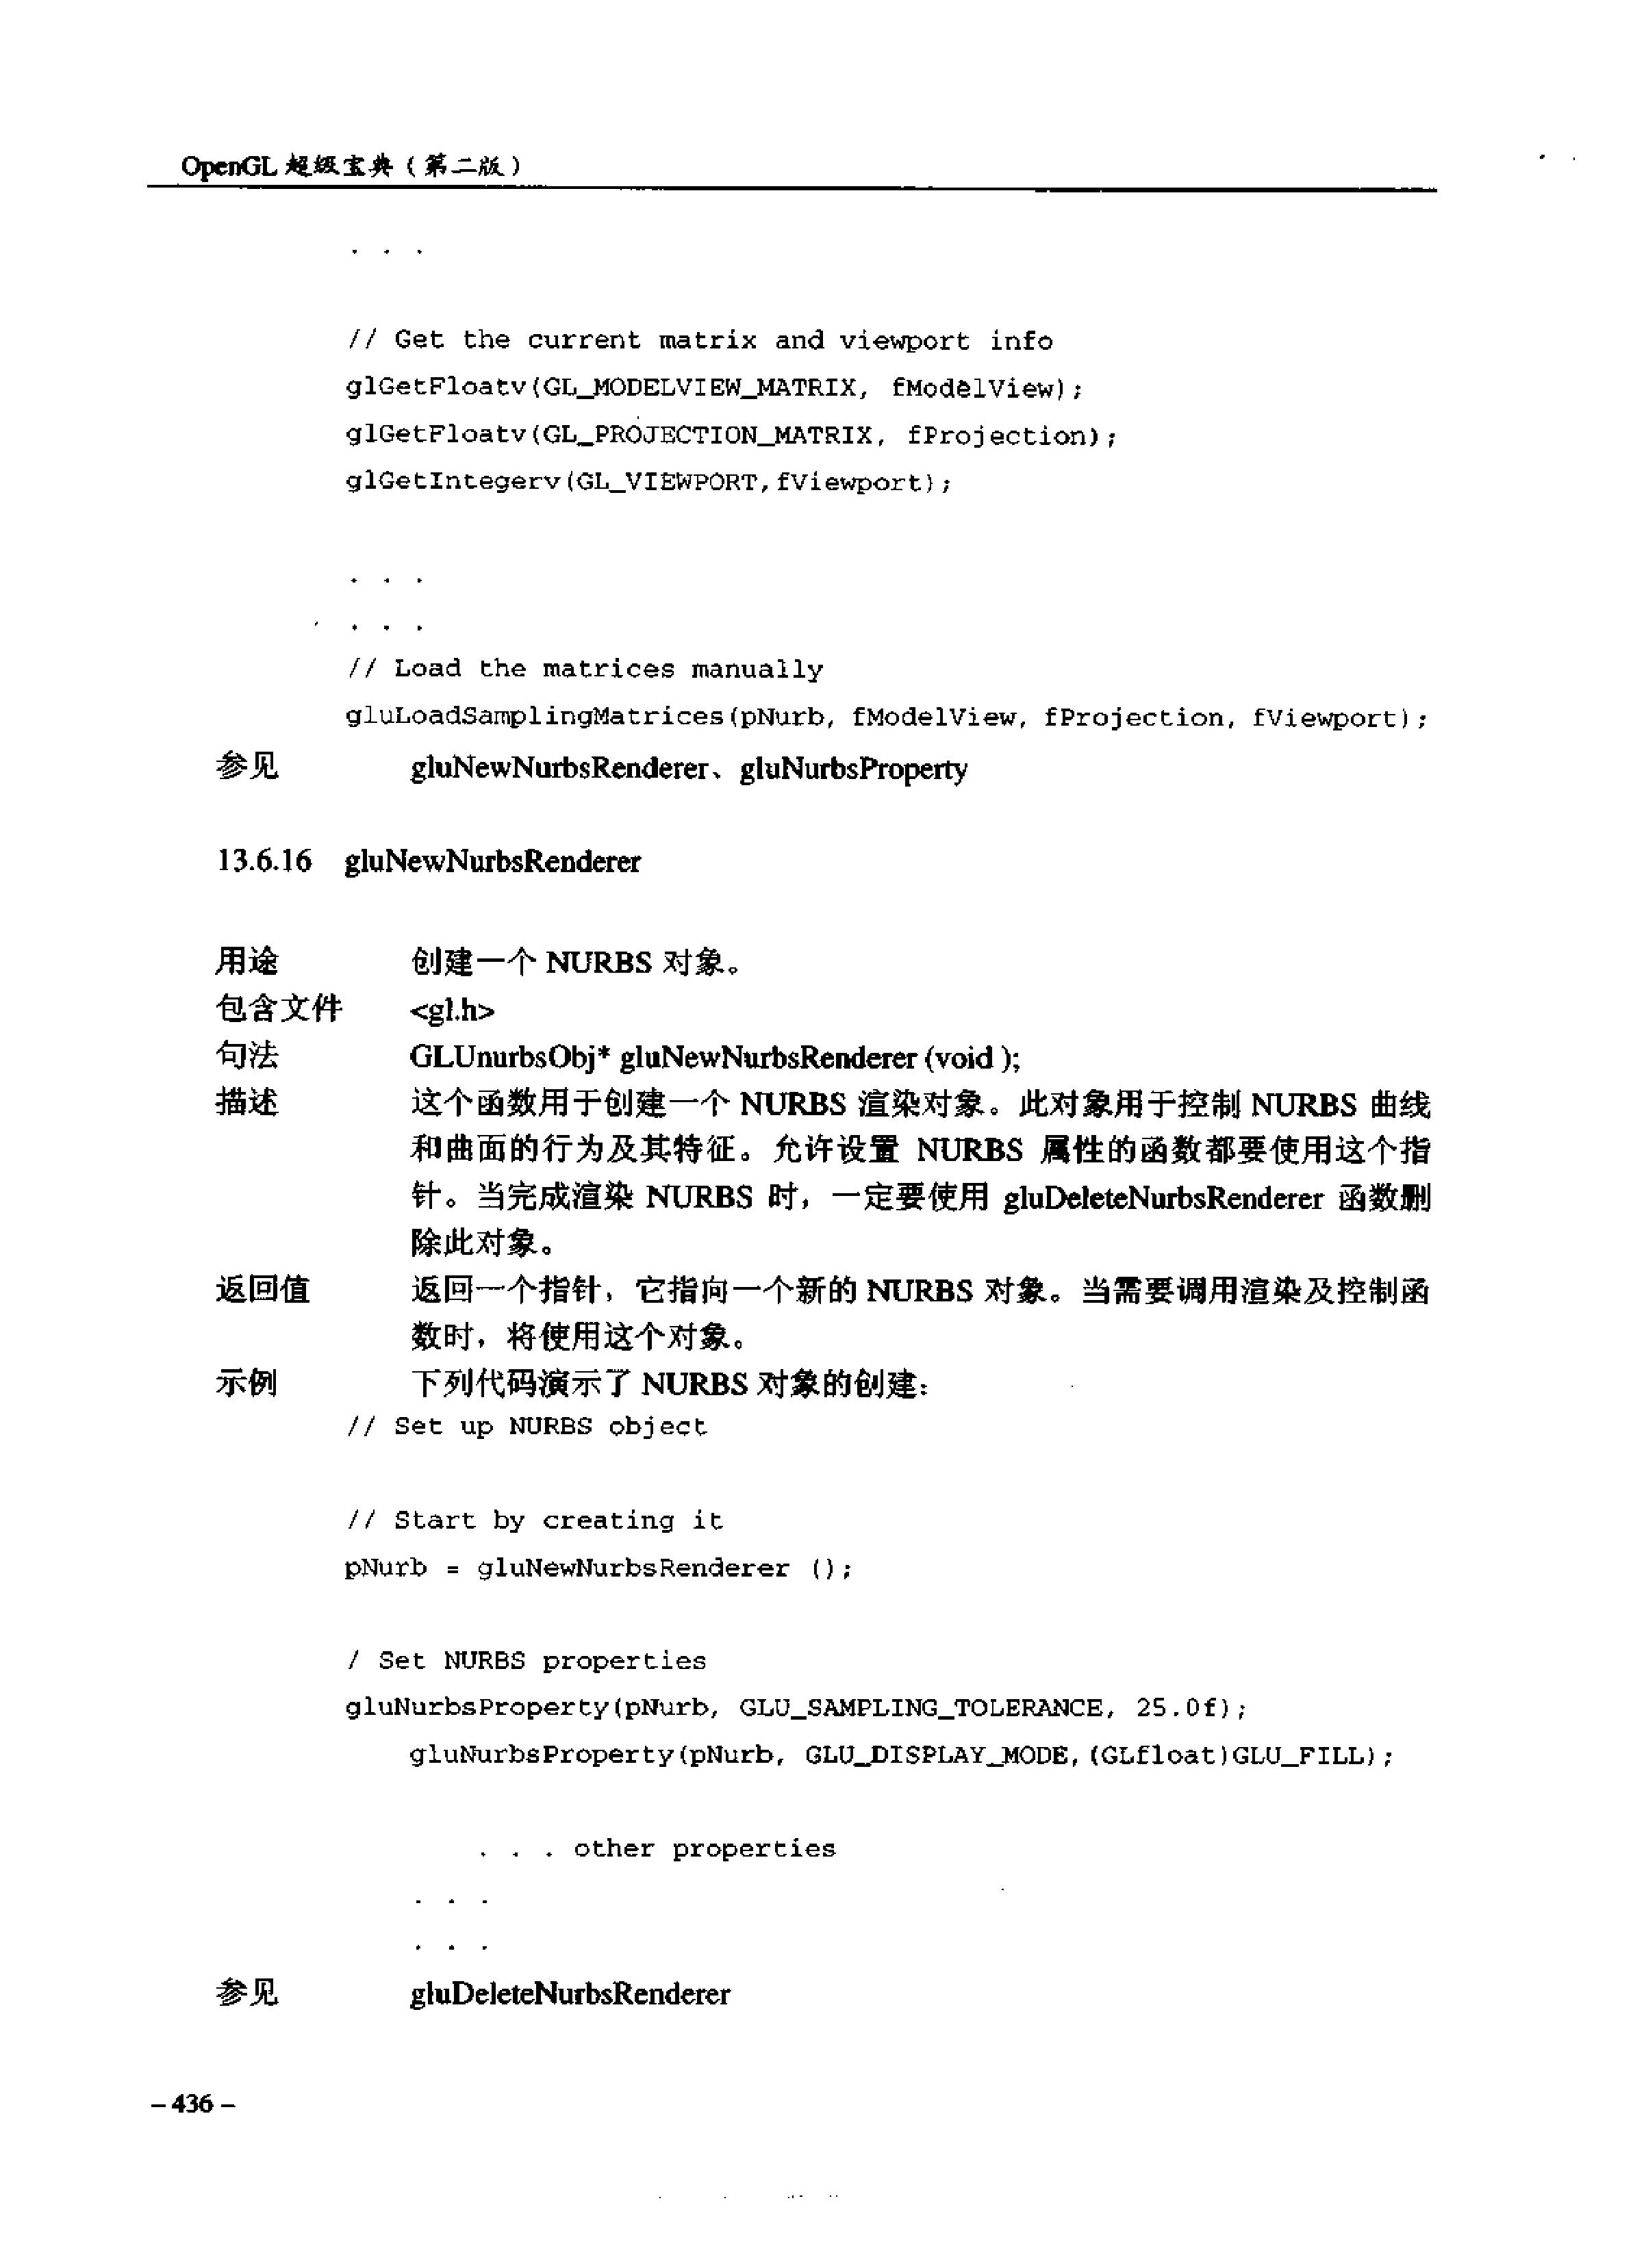 OpenGL 超级宝典（第二版）
. . .
// Get the current matrix and viewport info
glGetFloatv(GL_MODELVIEW_MATRIX, fModelView);
glGetFloatv(GL_PROJECTION_MATRIX, fProjection);
glGetIntegerv(GL_VIEWPORT,fViewport);
. . .
. . .
// Load the matrices manually
gluLoadSamplingMatrices(pNurb, fModelView, fProjection, fViewport);
参见 gluNewNurbsRenderer、gluNurbsProperty
13.6.16 gluNewNurbsRenderer
用途 创建一个 NURBS 对象。
包含文件 <gl.h>
句法 GLUnurbsObj* gluNewNurbsRenderer (void );
描述 这个函数用于创建一个 NURBS 渲染对象。此对象用于控制 NURBS 曲线
和曲面的行为及其特征。允许设置 NURBS 属性的函数都要使用这个指
针。当完成渲染 NURBS 时，一定要使用 gluDeleteNurbsRenderer 函数删
除此对象。
返回值 返回一个指针，它指向一个新的 NURBS 对象。当需要调用渲染及控制函
数时，将使用这个对象。
示例 下列代码演示了 NURBS 对象的创建：
// Set up NURBS object
// Start by creating it
pNurb = gluNewNurbsRenderer ();
/ Set NURBS properties
gluNurbsProperty(pNurb, GLU_SAMPLING_TOLERANCE, 25.0f);
gluNurbsProperty(pNurb, GLU_DISPLAY_MODE,(GLfloat)GLU_FILL);
. . . other properties
. . .
. . .
参见 gluDeleteNurbsRenderer
– 436 –